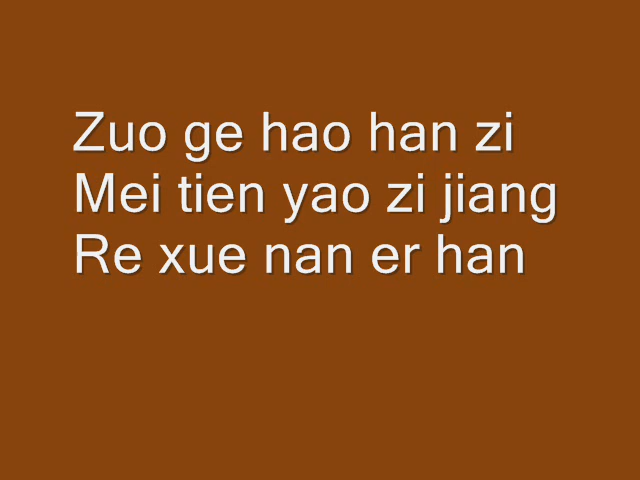 Zuo ge hao han zi
Mei tien yao zi jiang
Re xue nan er han